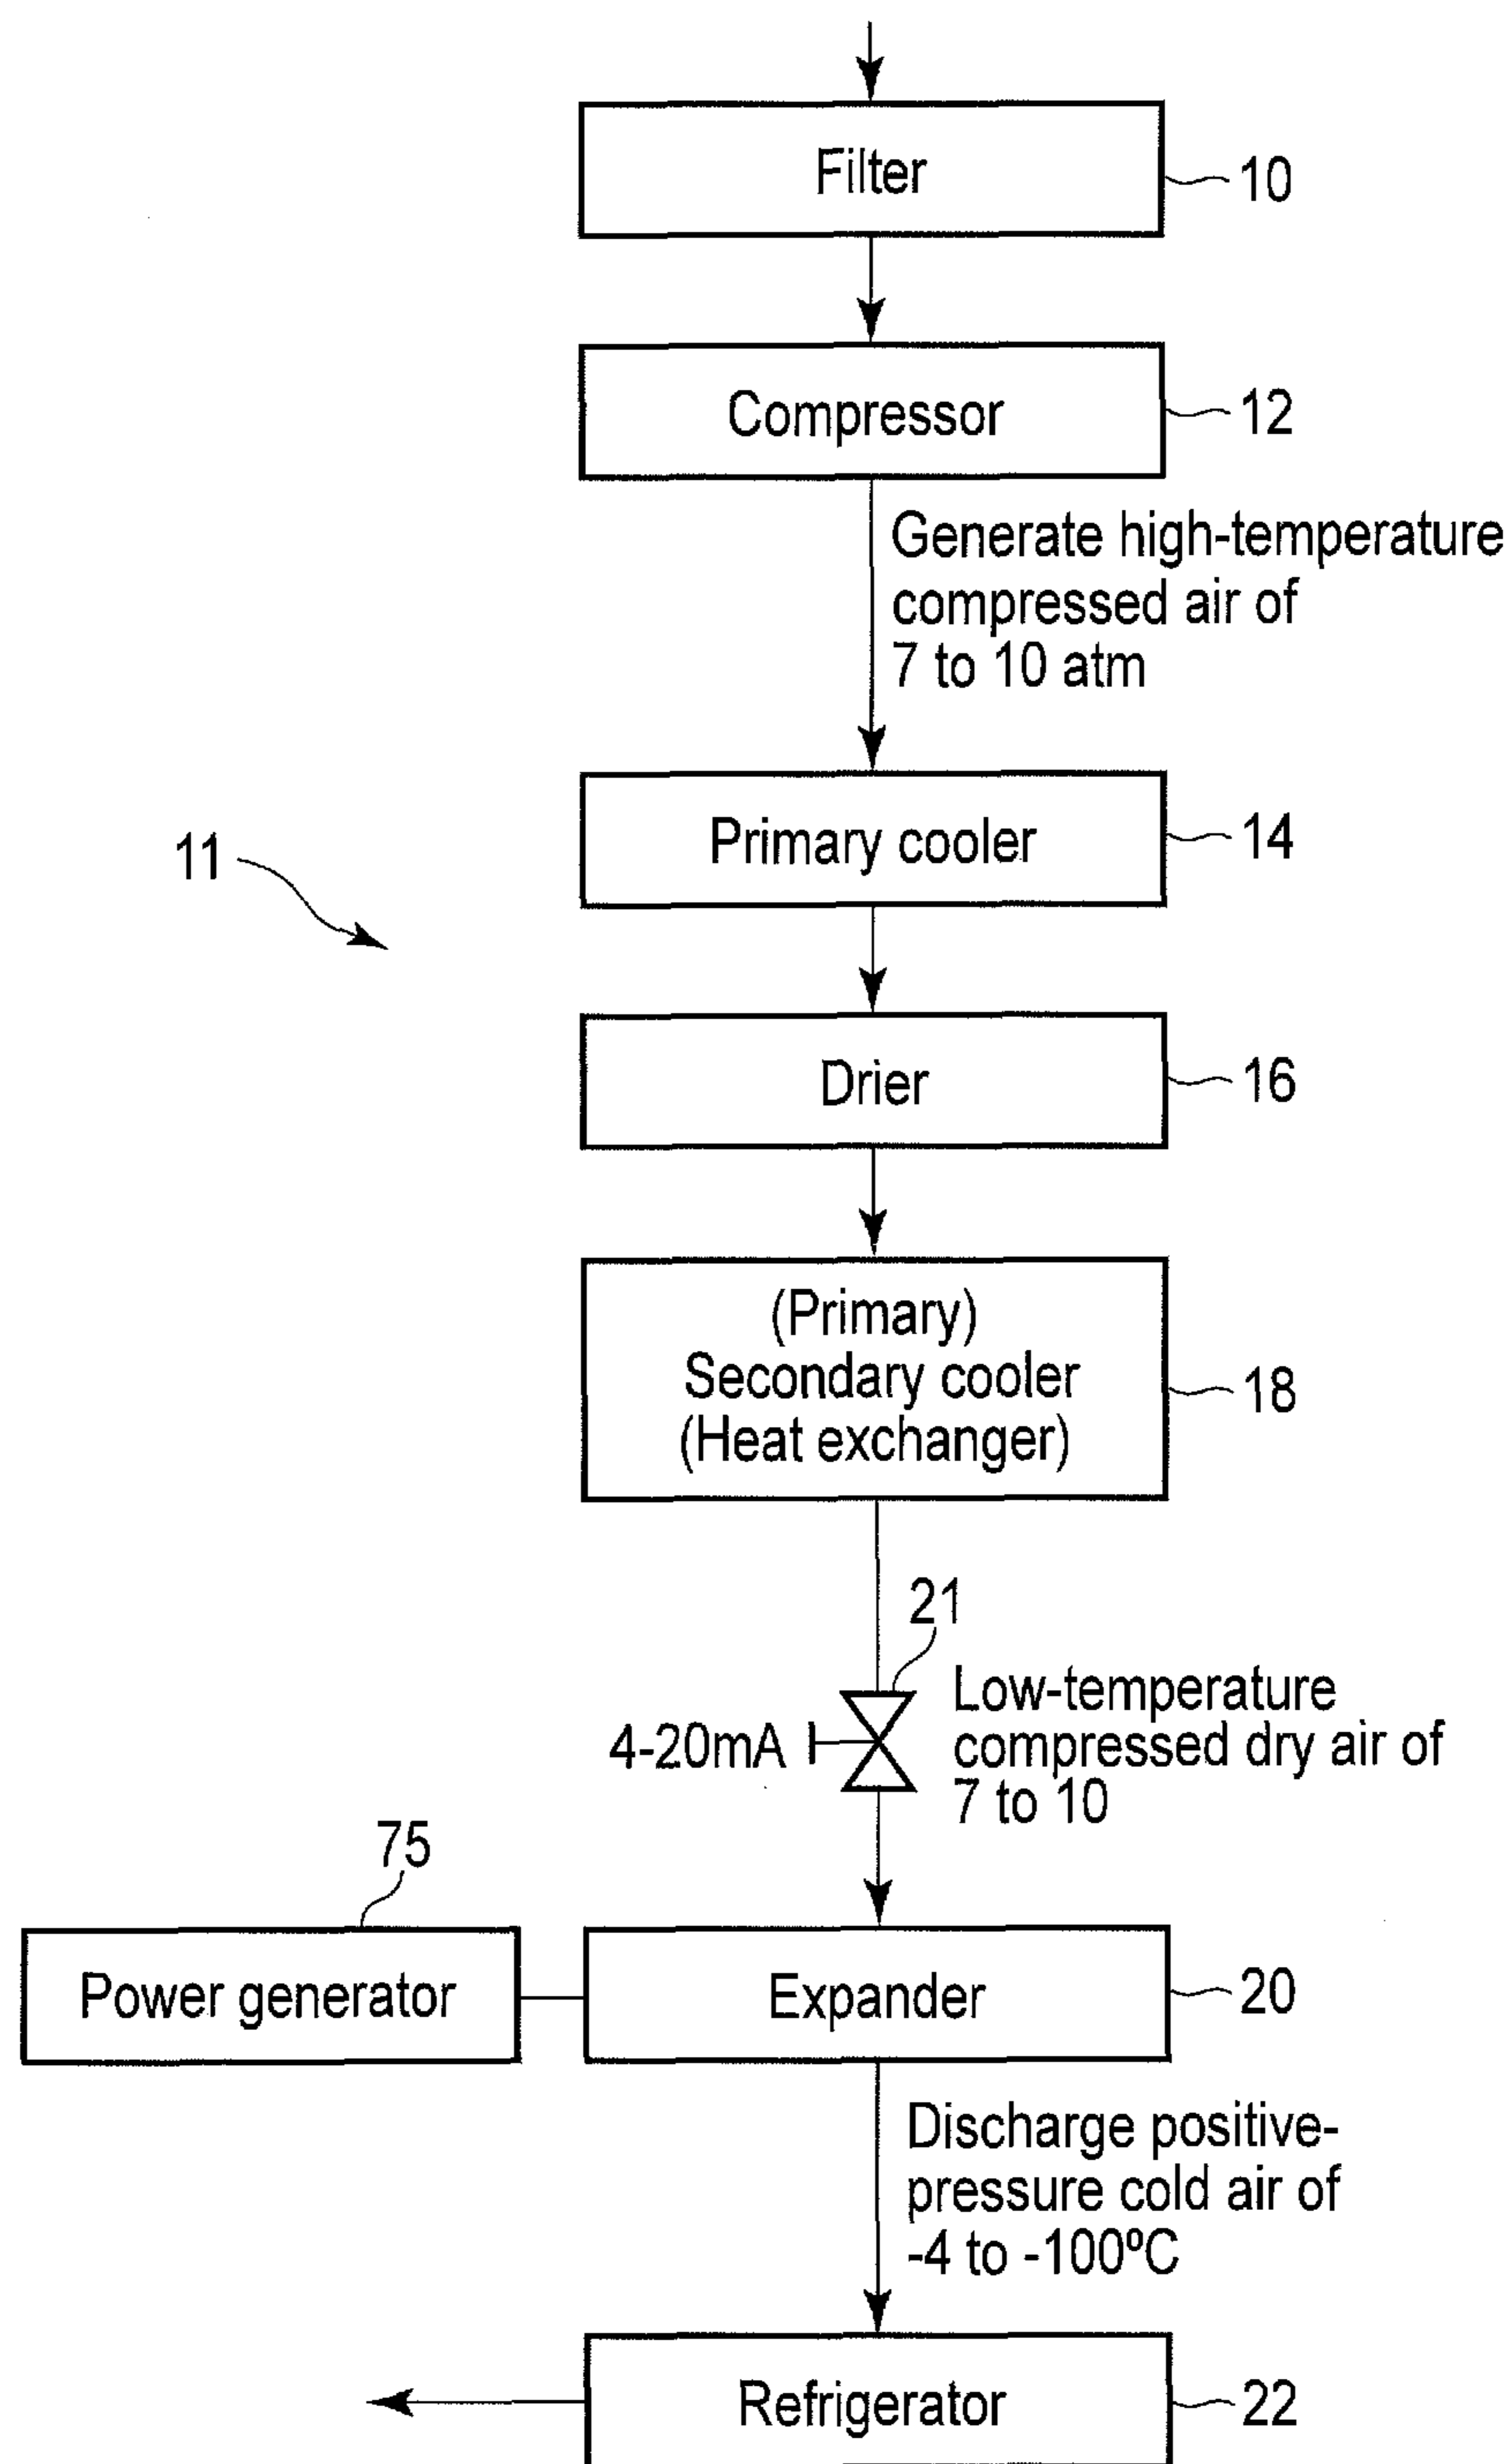 Filter
10
Compressor
12
Generate high-temperature
compressed air of
7 to 10 atm
Primary cooler
14
11
Drier
16
(Primary)
Secondary cooler
(Heat exchanger)
18
21
4-20mA
Low-temperature
compressed dry air of
7 to 10
75
Power generator
Expander
20
Discharge positive-
pressure cold air of
-4 to -100ºC
Refrigerator
22